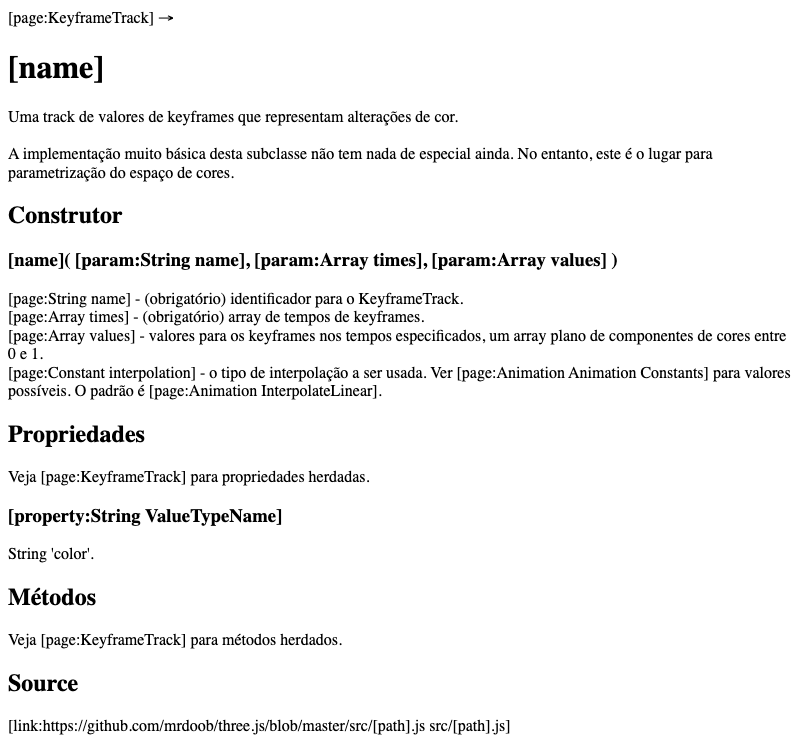 [page:KeyframeTrack] →
[name]
Uma track de valores de keyframes que representam alterações de cor.
A implementação muito básica desta subclasse não tem nada de especial ainda. No entanto, este é o lugar para
parametrização do espaço de cores.
Construtor
[name]( [param:String name], [param:Array times], [param:Array values] )
[page:String name] - (obrigatório) identificador para o KeyframeTrack.
[page:Array times] - (obrigatório) array de tempos de keyframes.
[page:Array values] - valores para os keyframes nos tempos especificados, um array plano de componentes de cores entre
0 e 1.
[page:Constant interpolation] - o tipo de interpolação a ser usada. Ver [page:Animation Animation Constants] para valores
possíveis. O padrão é [page:Animation InterpolateLinear].
Propriedades
Veja [page:KeyframeTrack] para propriedades herdadas.
[property:String ValueTypeName]
String 'color'.
Métodos
Veja [page:KeyframeTrack] para métodos herdados.
Source
[link:https://github.com/mrdoob/three.js/blob/master/src/[path].js src/[path].js]